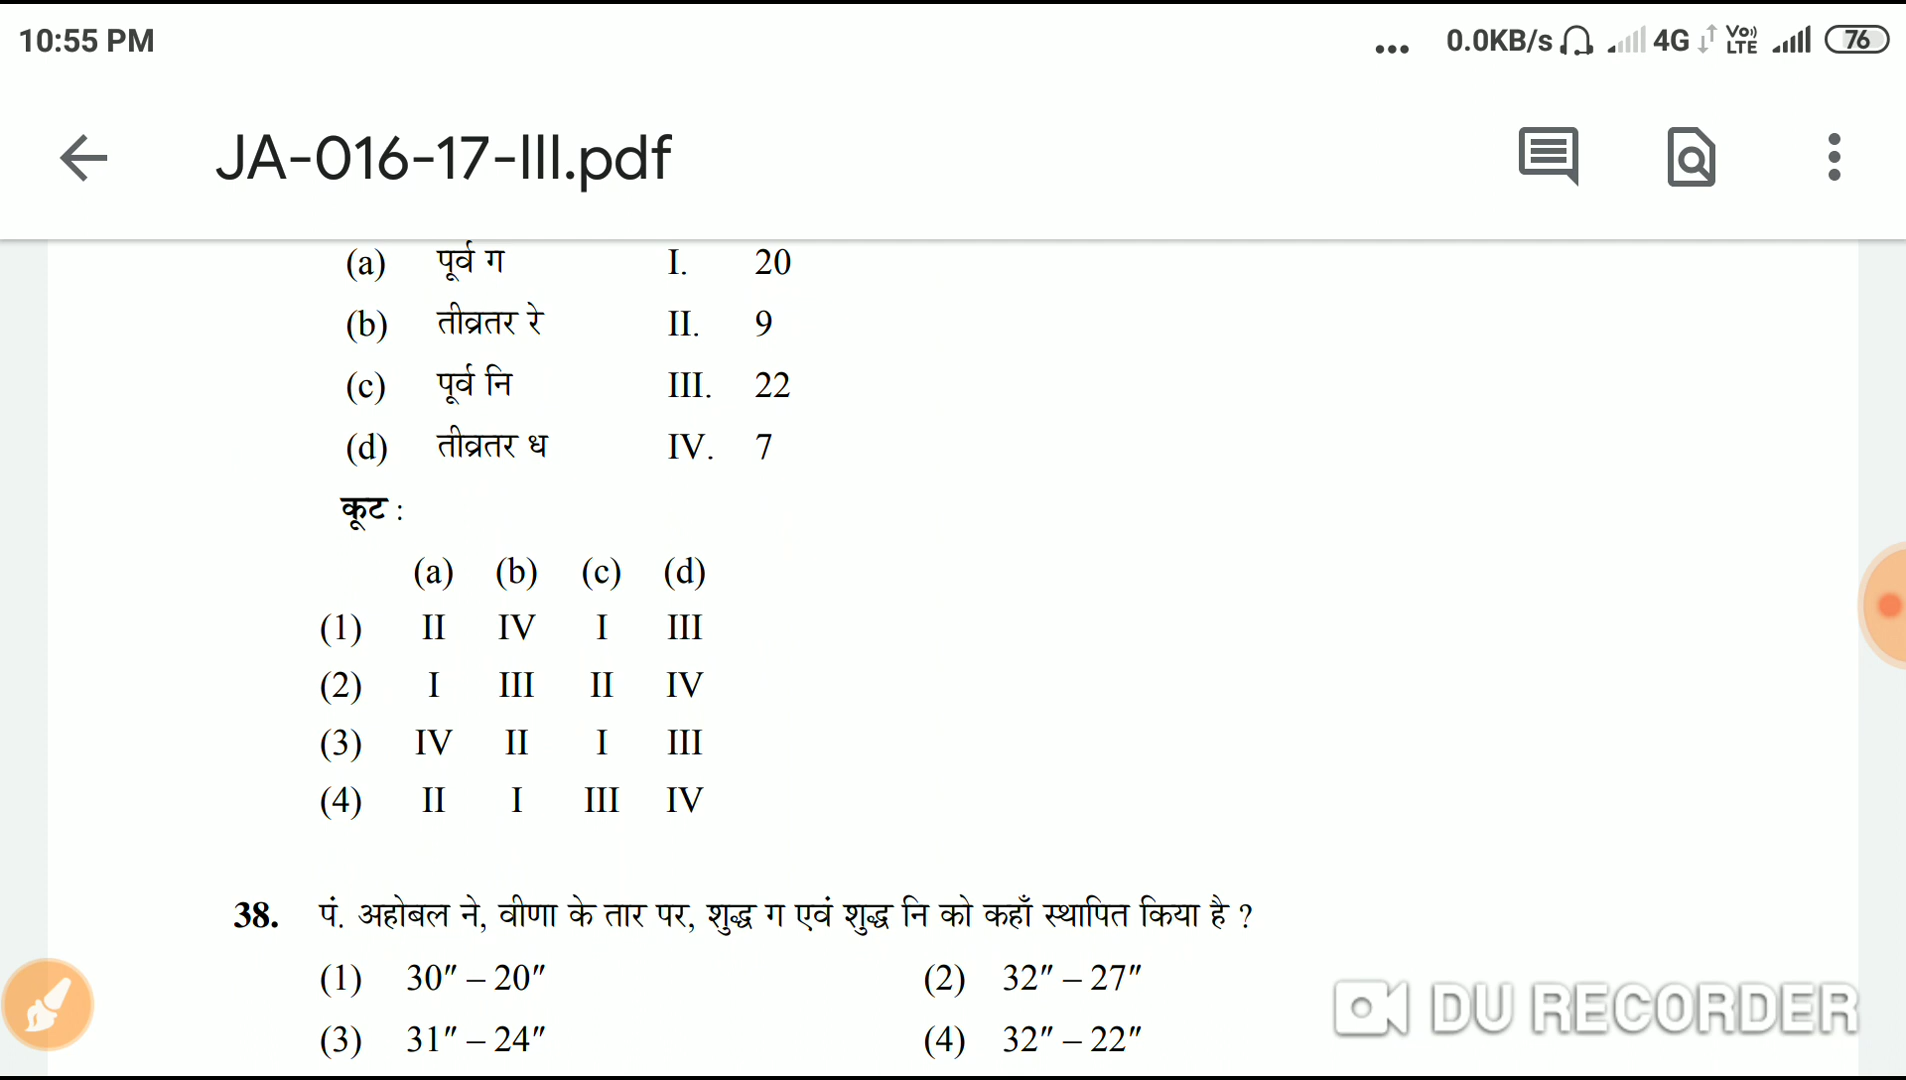 10:55 PM ... 0.0KB/s 4G Vo)) LTE 76
JA-016-17-III.pdf
(a) पूर्व ग I. 20
(b) तीव्रतर रे II. 9
(c) पूर्व नि III. 22
(d) तीव्रतर ध IV. 7
कूट :
(a) (b) (c) (d)
(1) II IV I III
(2) I III II IV
(3) IV II I III
(4) II I III IV
38. पं. अहोबल ने, वीणा के तार पर, शुद्ध ग एवं शुद्ध नि को कहाँ स्थापित किया है ?
(1) 30″ – 20″ (2) 32″ – 27″
(3) 31″ – 24″ (4) 32″ – 22″
DU RECORDER